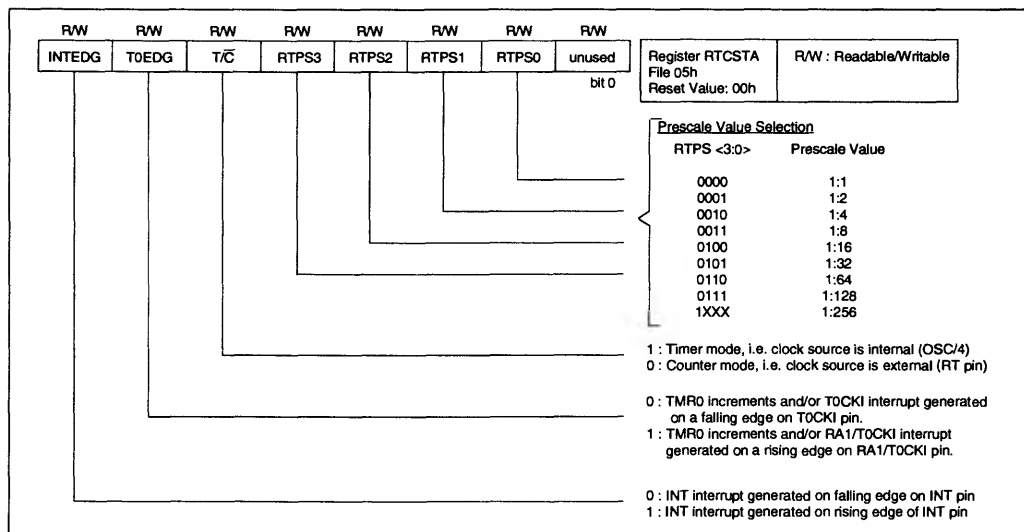 R/W R/W R/W R/W R/W R/W R/W R/W
INTEDG T0EDG T/C̅ RTPS3 RTPS2 RTPS1 RTPS0 unused
bit 0
Register RTCSTA
File 05h
Reset Value: 00h
R/W : Readable/Writable
Prescale Value Selection
RTPS <3:0> Prescale Value
0000 1:1
0001 1:2
0010 1:4
0011 1:8
0100 1:16
0101 1:32
0110 1:64
0111 1:128
1XXX 1:256
1 : Timer mode, i.e. clock source is internal (OSC/4)
0 : Counter mode, i.e. clock source is external (RT pin)
0 : TMR0 increments and/or T0CKI interrupt generated
on a falling edge on T0CKI pin.
1 : TMR0 increments and/or RA1/T0CKI interrupt
generated on a rising edge on RA1/T0CKI pin.
0 : INT interrupt generated on falling edge on INT pin
1 : INT interrupt generated on rising edge of INT pin